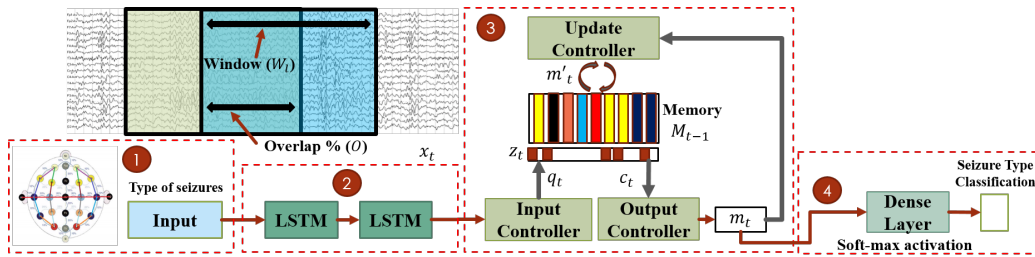 Window (W_l)
Overlap % (O)
1
Type of seizures
Input
x_t
2
LSTM
LSTM
3
Update
Controller
m'_t
Memory
M_{t−1}
z_t
q_t
c_t
Input
Controller
Output
Controller
m_t
4
Dense
Layer
Soft-max activation
Seizure Type
Classification